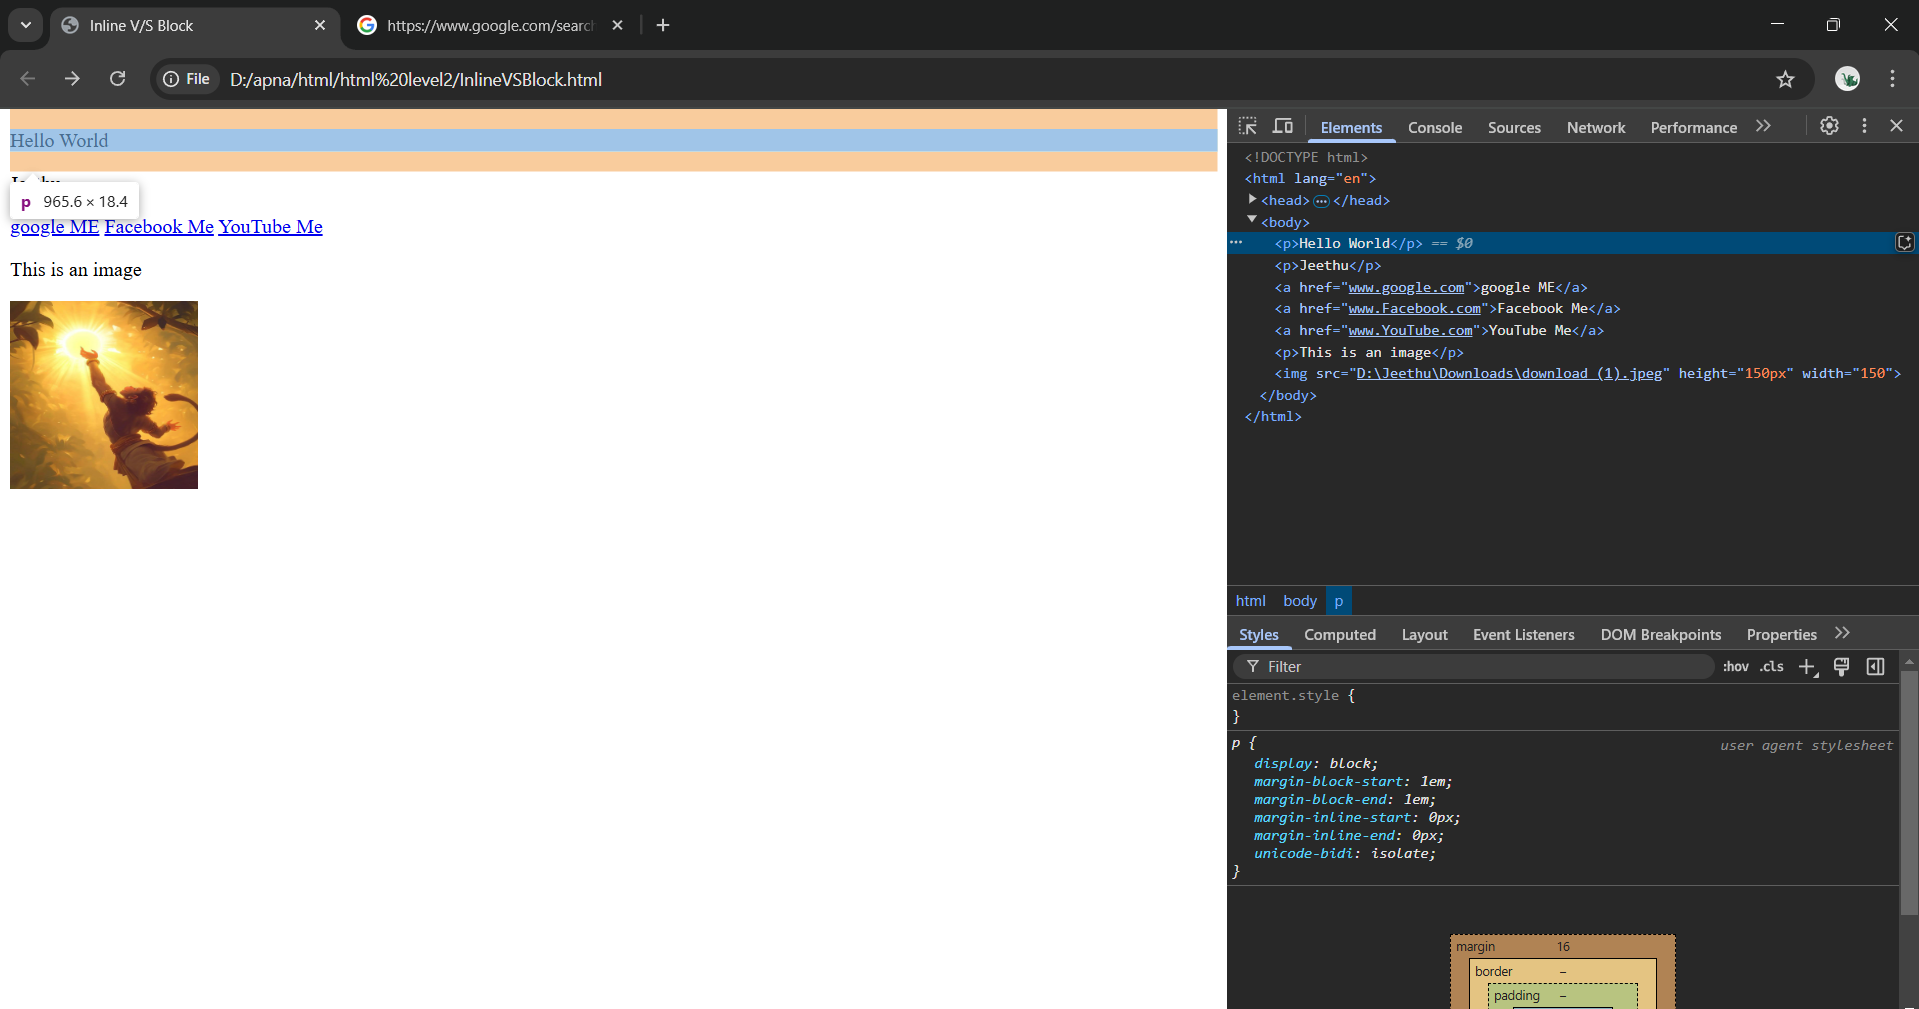 Inline V/S Block
https://www.google.com/searc
File
D:/apna/html/html%20level2/InlineVSBlock.html
Hello World
p 965.6 × 18.4
google ME Facebook Me YouTube Me
This is an image
Elements Console Sources Network Performance
<!DOCTYPE html>
<html lang="en">
<head>…</head>
<body>
<p>Hello World</p> == $0
<p>Jeethu</p>
<a href="www.google.com">google ME</a>
<a href="www.Facebook.com">Facebook Me</a>
<a href="www.YouTube.com">YouTube Me</a>
<p>This is an image</p>
<img src="D:\Jeethu\Downloads\download (1).jpeg" height="150px" width="150">
</body>
</html>
html body p
Styles Computed Layout Event Listeners DOM Breakpoints Properties
Filter :hov .cls
element.style {
}
p { user agent stylesheet
display: block;
margin-block-start: 1em;
margin-block-end: 1em;
margin-inline-start: 0px;
margin-inline-end: 0px;
unicode-bidi: isolate;
}
margin 16
border –
padding –